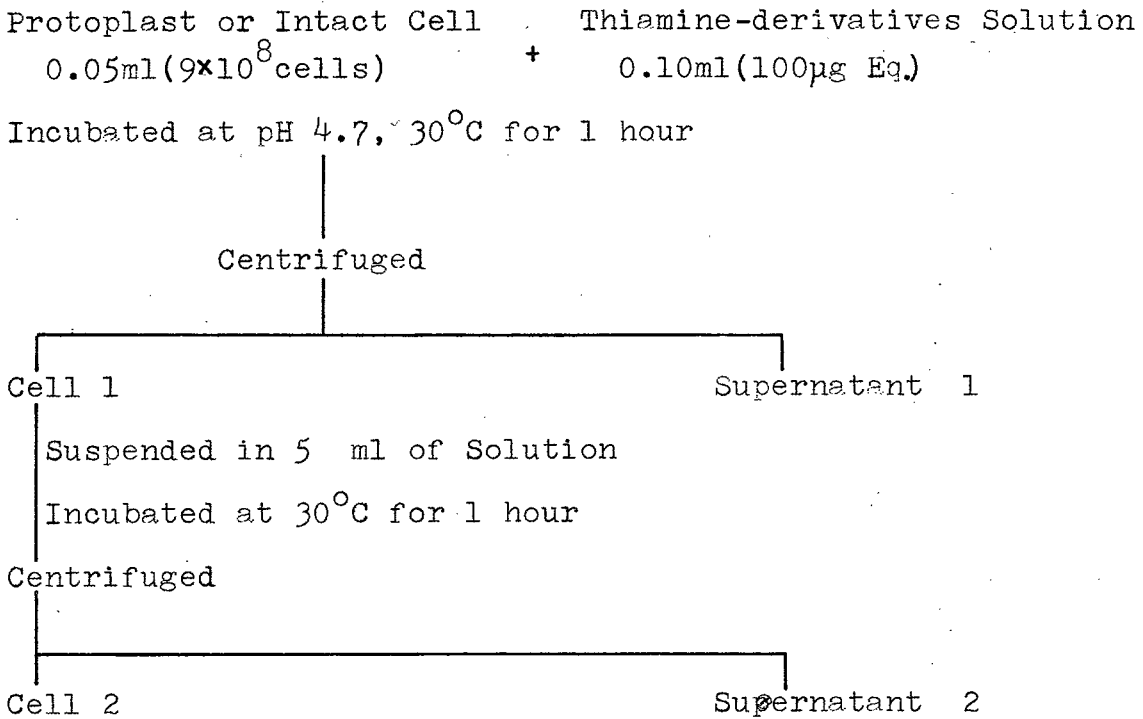 Protoplast or Intact Cell + Thiamine-derivatives Solution
0.05ml(9×10⁸cells) 0.10ml(100μg Eq.)
Incubated at pH 4.7, 30°C for 1 hour
Centrifuged
Cell 1 Supernatant 1
Suspended in 5 ml of Solution
Incubated at 30°C for 1 hour
Centrifuged
Cell 2 Supernatant 2